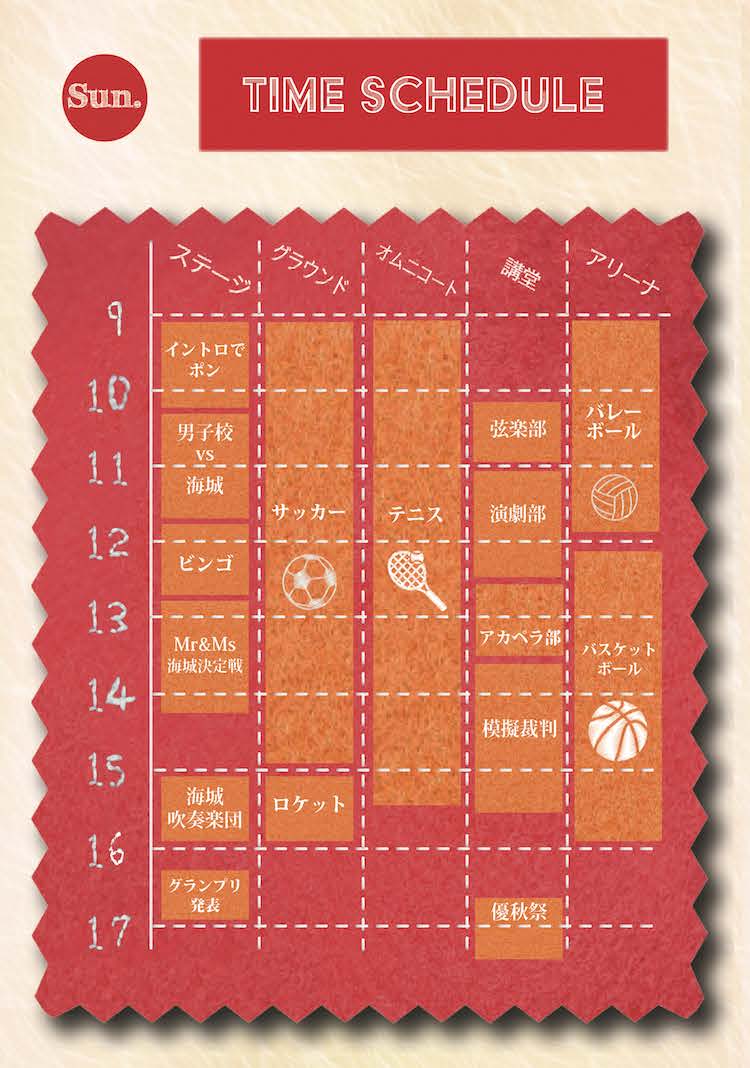 Sun.
TIME SCHEDULE
ステージ
グラウンド
オムニコート
講堂
アリーナ
9
10
11
12
13
14
15
16
17
イントロで
ポン
男子校
vs
海城
ビンゴ
Mr&Ms
海城決定戦
海城
吹奏楽団
グランプリ
発表
サッカー
ロケット
テニス
弦楽部
演劇部
アカペラ部
模擬裁判
優秋祭
バレー
ボール
バスケット
ボール